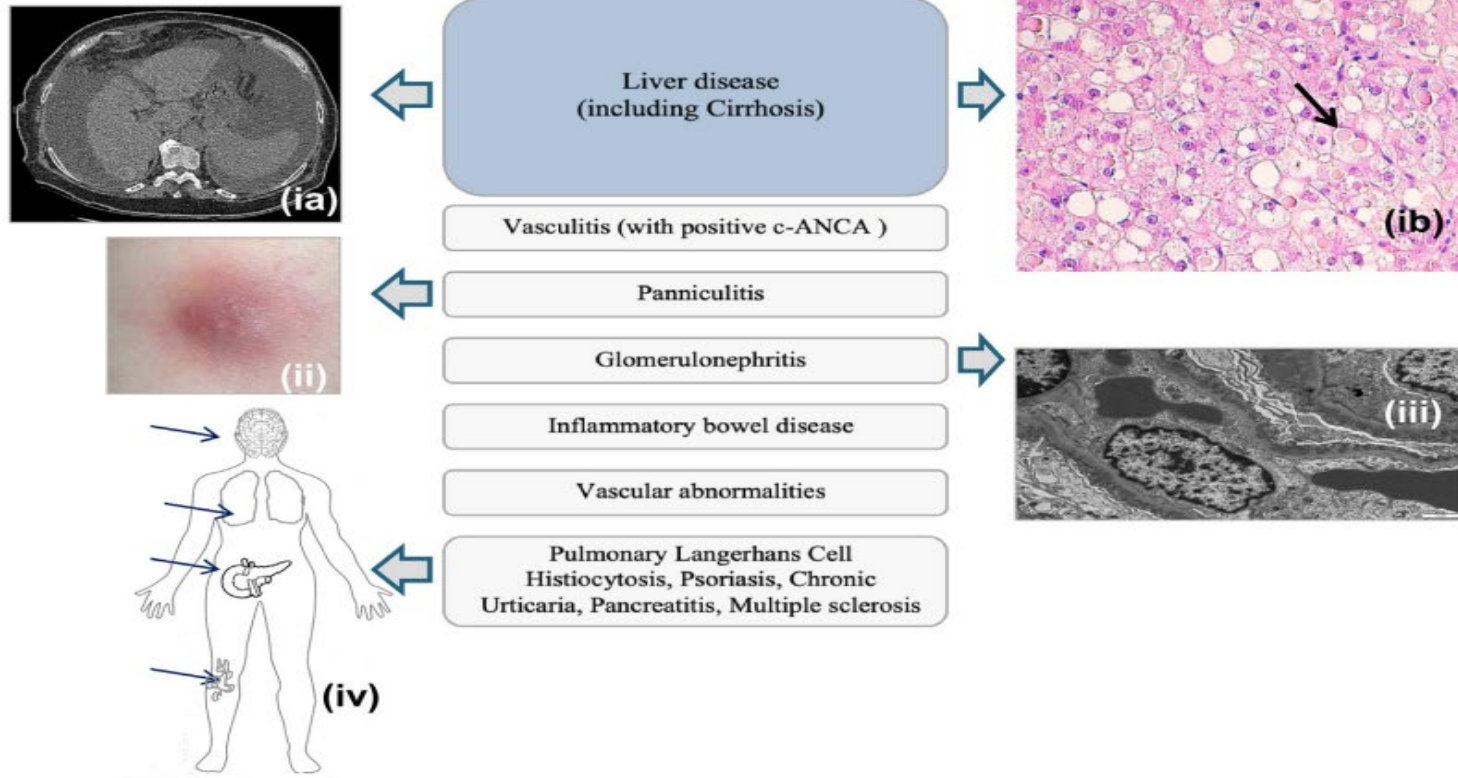 (ia)
Liver disease
(including Cirrhosis)
(ib)
Vasculitis (with positive c-ANCA )
Panniculitis
(ii)
Glomerulonephritis
(iii)
Inflammatory bowel disease
Vascular abnormalities
Pulmonary Langerhans Cell
Histiocytosis, Psoriasis, Chronic
Urticaria, Pancreatitis, Multiple sclerosis
(iv)